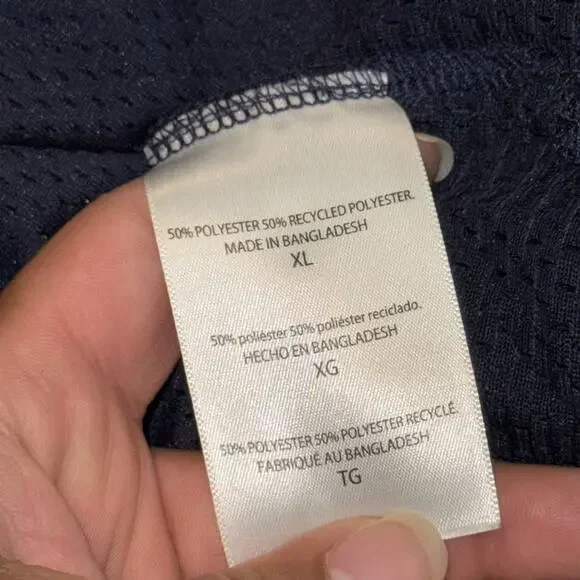 50% POLYESTER 50% RECYCLED POLYESTER.
MADE IN BANGLADESH
XL
50% poliéster 50% poliéster reciclado.
HECHO EN BANGLADESH
XG
50% POLYESTER 50% POLYESTER RECYCLÉ.
FABRIQUÉ AU BANGLADESH
TG